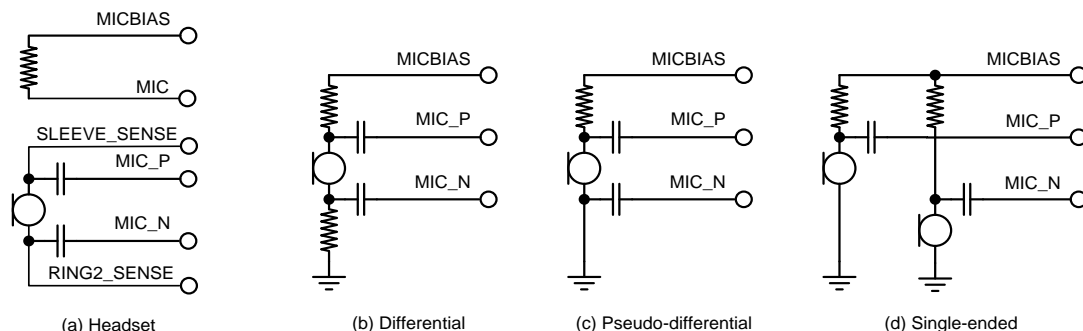 MICBIAS
MIC
SLEEVE_SENSE
MIC_P
MIC_N
RING2_SENSE
(a) Headset
MICBIAS
MIC_P
MIC_N
(b) Differential
MICBIAS
MIC_P
MIC_N
(c) Pseudo-differential
MICBIAS
MIC_P
MIC_N
(d) Single-ended